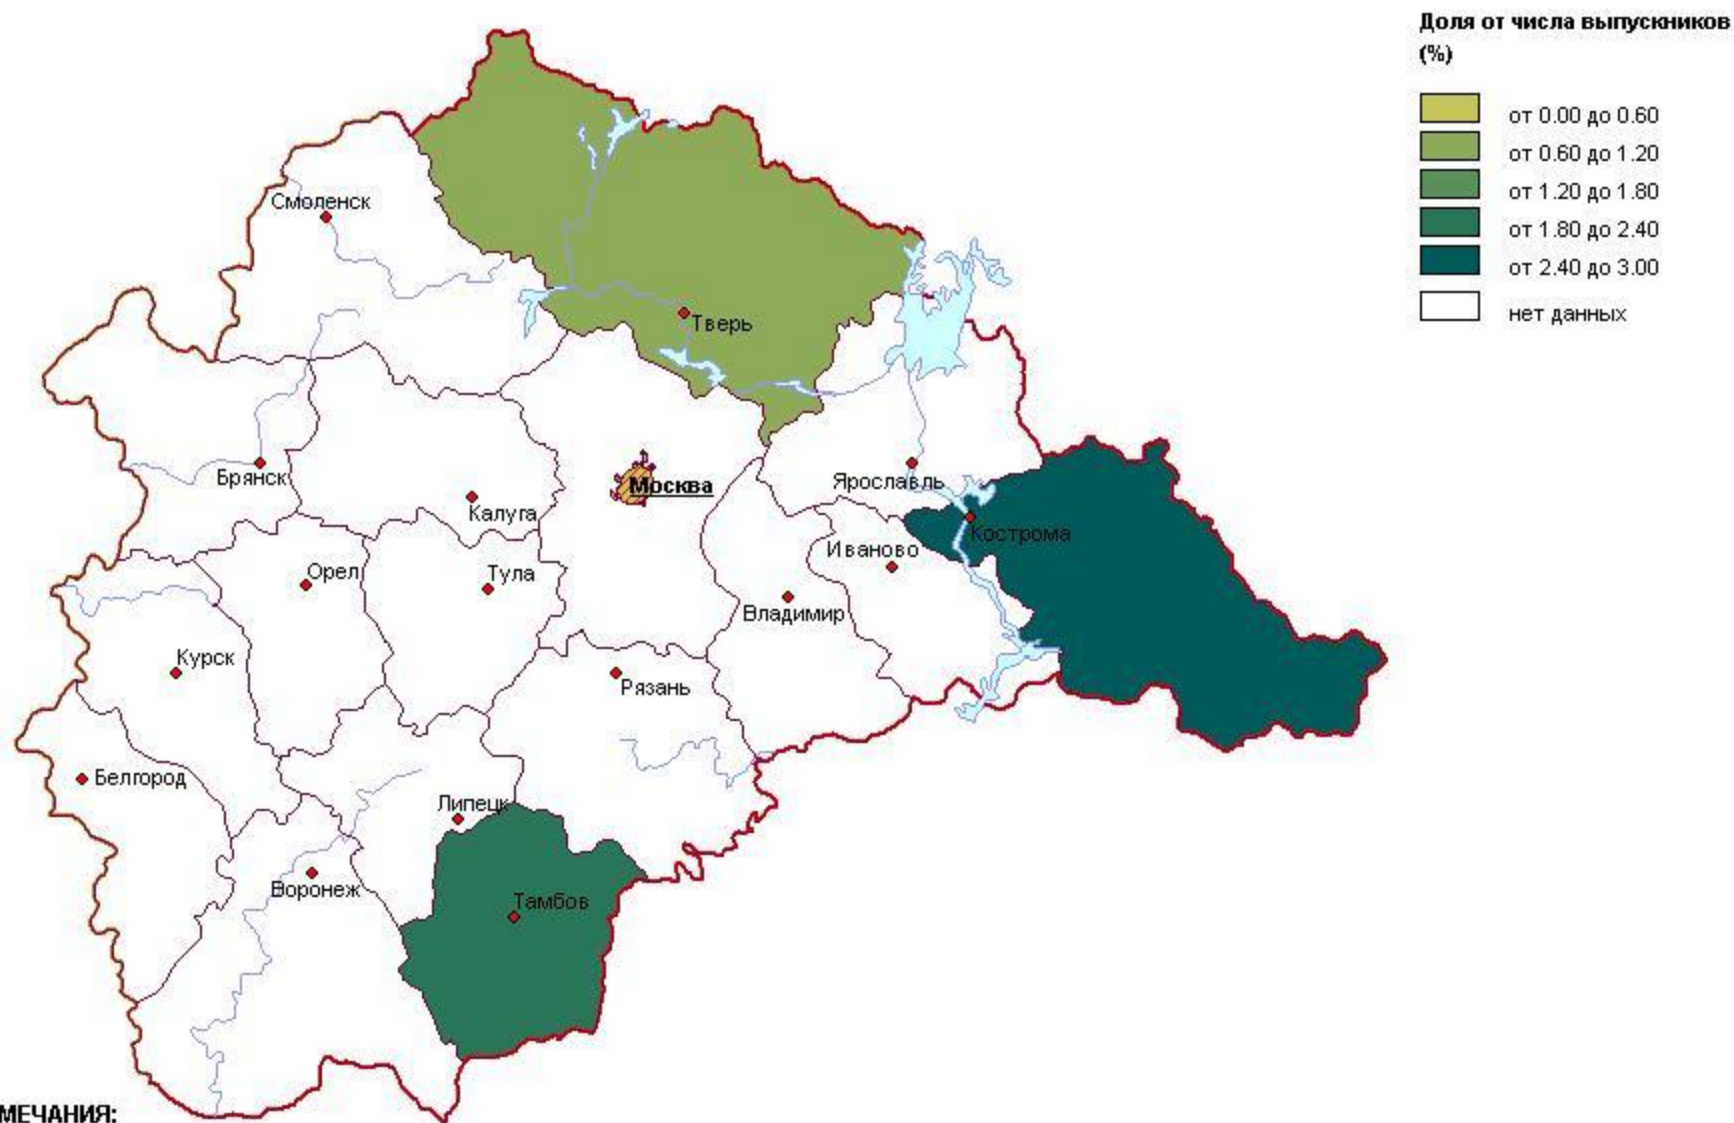 Доля от числа выпускников
(%)
от 0.00 до 0.60
от 0.60 до 1.20
от 1.20 до 1.80
от 1.80 до 2.40
от 2.40 до 3.00
нет данных
Смоленск
Тверь
Брянск
Москва
Ярославль
Калуга
Кострома
Иваново
Орел
Тула
Владимир
Курск
Рязань
Белгород
Липецк
Воронеж
Тамбов
МЕЧАНИЯ: